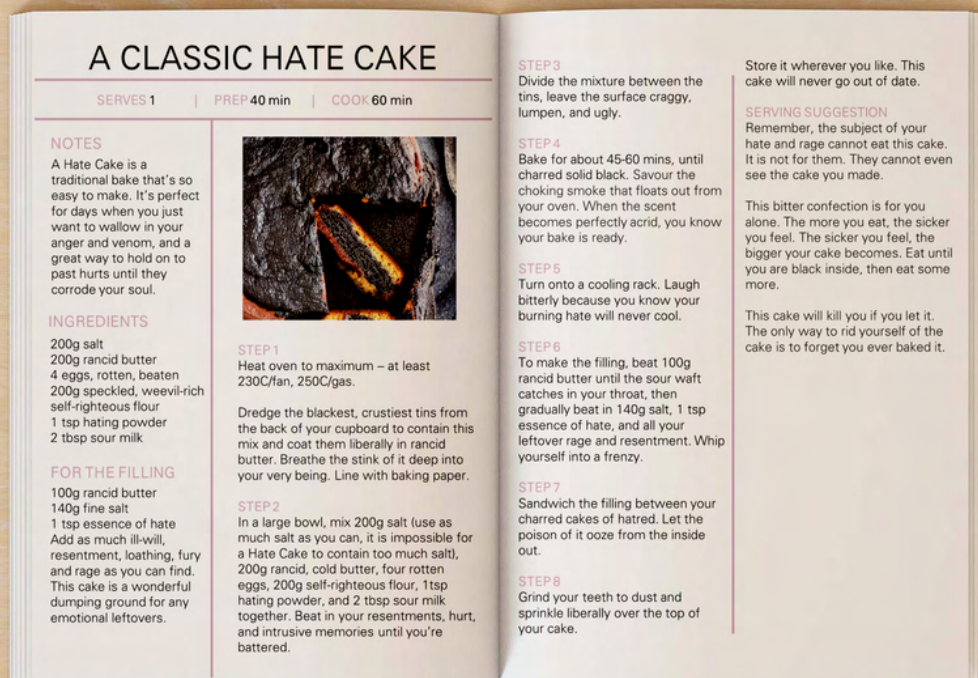 A CLASSIC HATE CAKE
SERVES 1 | PREP 40 min | COOK 60 min
NOTES
A Hate Cake is a
traditional bake that's so
easy to make. It's perfect
for days when you just
want to wallow in your
anger and venom, and a
great way to hold on to
past hurts until they
corrode your soul.
INGREDIENTS
200g salt
200g rancid butter
4 eggs, rotten, beaten
200g speckled, weevil-rich
self-righteous flour
1 tsp hating powder
2 tbsp sour milk
FOR THE FILLING
100g rancid butter
140g fine salt
1 tsp essence of hate
Add as much ill-will,
resentment, loathing, fury
and rage as you can find.
This cake is a wonderful
dumping ground for any
emotional leftovers.
STEP 1
Heat oven to maximum – at least
230C/fan, 250C/gas.
Dredge the blackest, crustiest tins from
the back of your cupboard to contain this
mix and coat them liberally in rancid
butter. Breathe the stink of it deep into
your very being. Line with baking paper.
STEP 2
In a large bowl, mix 200g salt (use as
much salt as you can, it is impossible for
a Hate Cake to contain too much salt),
200g rancid, cold butter, four rotten
eggs, 200g self-righteous flour, 1tsp
hating powder, and 2 tbsp sour milk
together. Beat in your resentments, hurt,
and intrusive memories until you're
battered.
STEP 3
Divide the mixture between the
tins, leave the surface craggy,
lumpen, and ugly.
STEP 4
Bake for about 45-60 mins, until
charred solid black. Savour the
choking smoke that floats out from
your oven. When the scent
becomes perfectly acrid, you know
your bake is ready.
STEP 5
Turn onto a cooling rack. Laugh
bitterly because you know your
burning hate will never cool.
STEP 6
To make the filling, beat 100g
rancid butter until the sour waft
catches in your throat, then
gradually beat in 140g salt, 1 tsp
essence of hate, and all your
leftover rage and resentment. Whip
yourself into a frenzy.
STEP 7
Sandwich the filling between your
charred cakes of hatred. Let the
poison of it ooze from the inside
out.
STEP 8
Grind your teeth to dust and
sprinkle liberally over the top of
your cake.
Store it wherever you like. This
cake will never go out of date.
SERVING SUGGESTION
Remember, the subject of your
hate and rage cannot eat this cake.
It is not for them. They cannot even
see the cake you made.
This bitter confection is for you
alone. The more you eat, the sicker
you feel. The sicker you feel, the
bigger your cake becomes. Eat until
you are black inside, then eat some
more.
This cake will kill you if you let it.
The only way to rid yourself of the
cake is to forget you ever baked it.